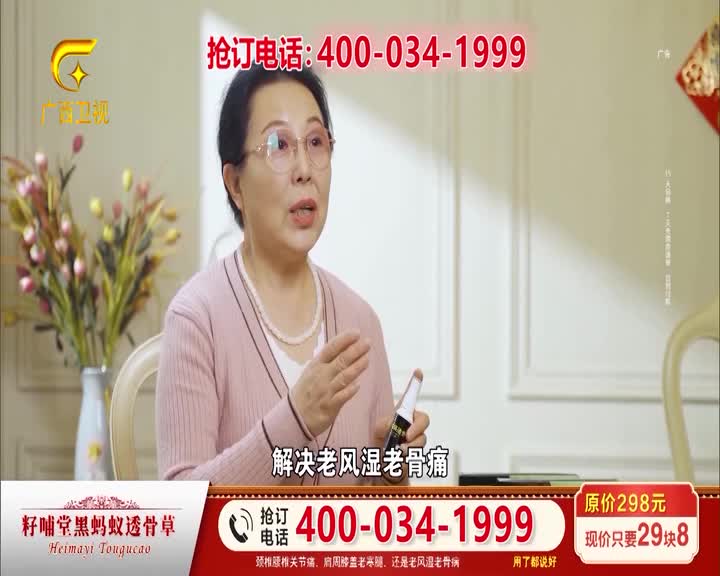 抢订电话:400-034-1999
广告
广西卫视
解决老风湿老骨痛
籽哺堂黑蚂蚁透骨草
Heimayi Tougucao
抢订电话
400-034-1999
原价298元
现价只要29块8
颈椎腰椎关节痛、肩周膝盖老寒腿、还是老风湿老骨病
用了都说好